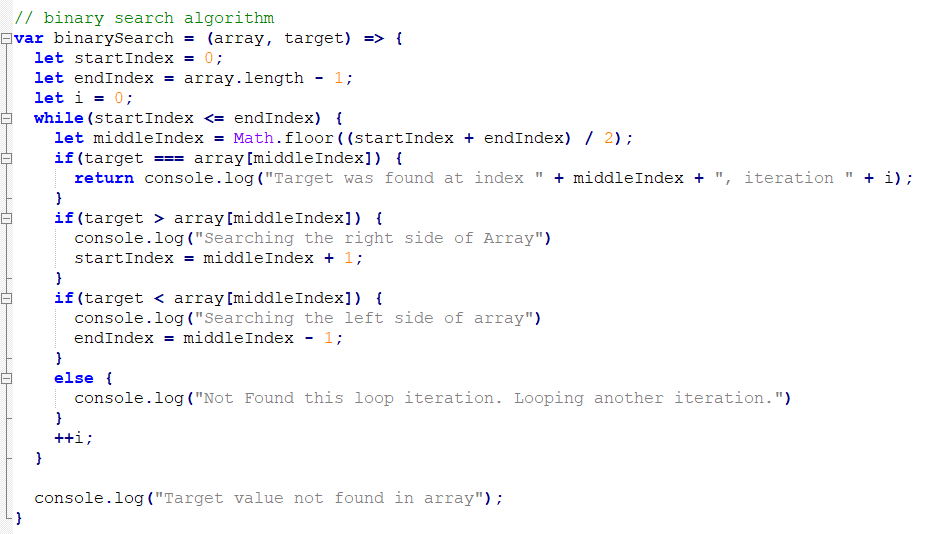 // binary search algorithm
var binarySearch = (array, target) => {
  let startIndex = 0;
  let endIndex = array.length - 1;
  let i = 0;
  while(startIndex <= endIndex) {
    let middleIndex = Math.floor((startIndex + endIndex) / 2);
    if(target === array[middleIndex]) {
      return console.log("Target was found at index " + middleIndex + ", iteration " + i);
    }
    if(target > array[middleIndex]) {
      console.log("Searching the right side of Array")
      startIndex = middleIndex + 1;
    }
    if(target < array[middleIndex]) {
      console.log("Searching the left side of array")
      endIndex = middleIndex - 1;
    }
    else {
      console.log("Not Found this loop iteration. Looping another iteration.")
    }
    ++i;
  }

  console.log("Target value not found in array");
}